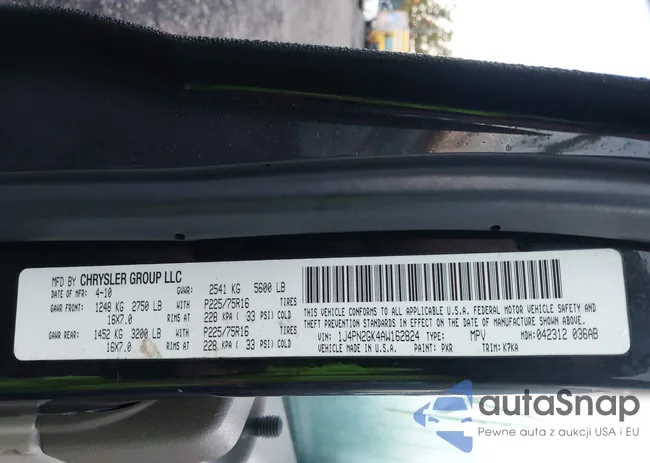 MFD BY CHRYSLER GROUP LLC
DATE OF MFR: 4-10 GVWR: 2541 KG 5600 LB
GAWR FRONT: 1248 KG 2750 LB WITH P225/75R16 TIRES
16X7.0 RIMS AT 228 KPA ( 33 PSI) COLD
GAWR REAR: 1452 KG 3200 LB WITH P225/75R16 TIRES
16X7.0 RIMS AT 228 KPA ( 33 PSI) COLD
THIS VEHICLE CONFORMS TO ALL APPLICABLE U.S.A. FEDERAL MOTOR VEHICLE SAFETY AND
THEFT PREVENTION STANDARDS IN EFFECT ON THE DATE OF MANUFACTURE SHOWN ABOVE.
VIN: 1J4PN2GK4AW162824 TYPE: MPV MDH: 042312 036AB
VEHICLE MADE IN U.S.A. PAINT: PXR TRIM: K7KA
autoSnap
Pewne auta z aukcji USA i EU